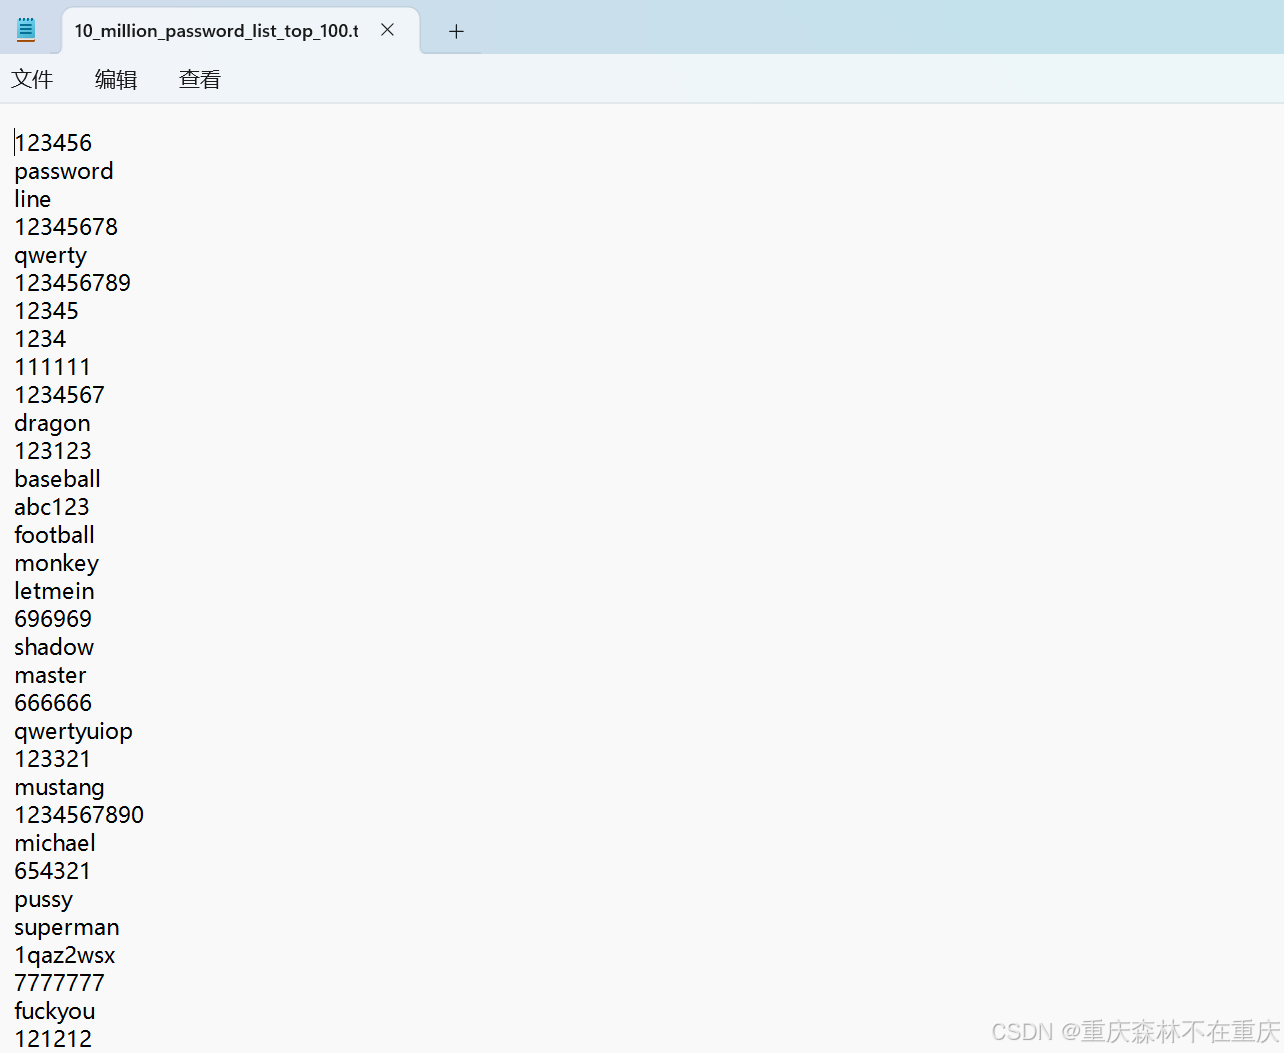 10_million_password_list_top_100.t
文件 编辑 查看
123456
password
line
12345678
qwerty
123456789
12345
1234
111111
1234567
dragon
123123
baseball
abc123
football
monkey
letmein
696969
shadow
master
666666
qwertyuiop
123321
mustang
1234567890
michael
654321
pussy
superman
1qaz2wsx
7777777
fuckyou
121212
CSDN @重庆森林不在重庆